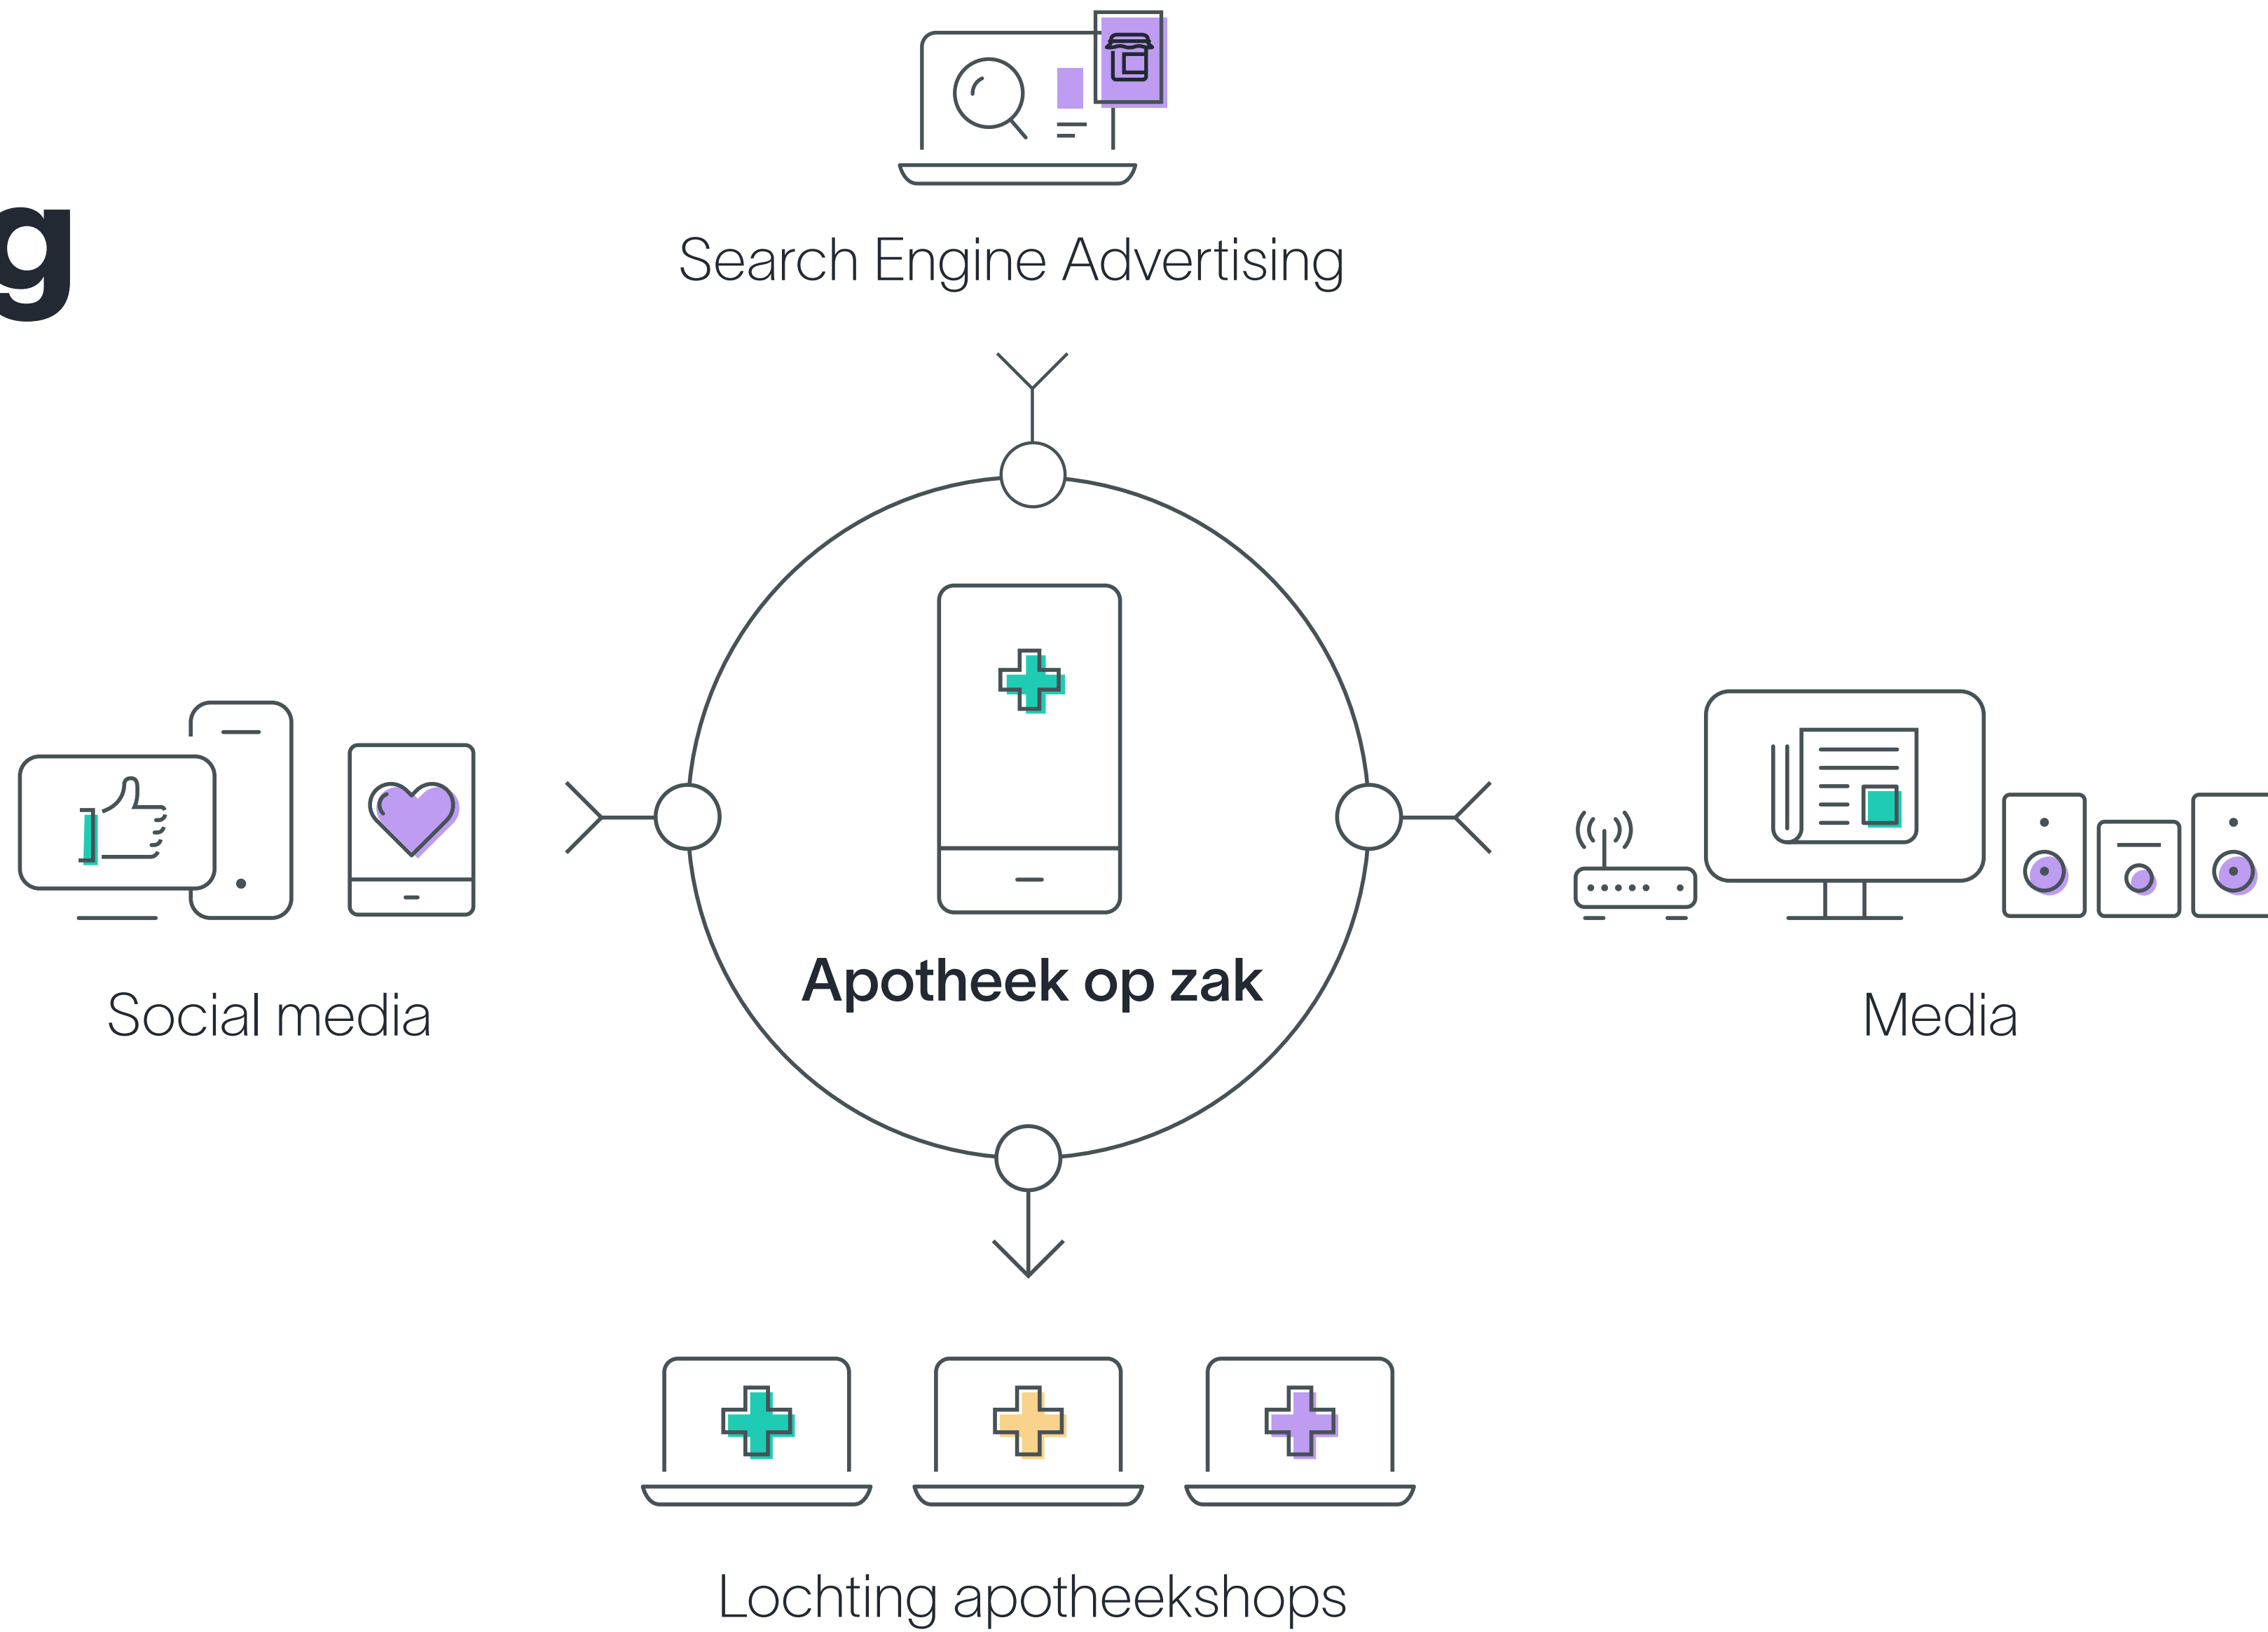 g
Search Engine Advertising
Social media
Apotheek op zak
Media
Lochting apotheekshops